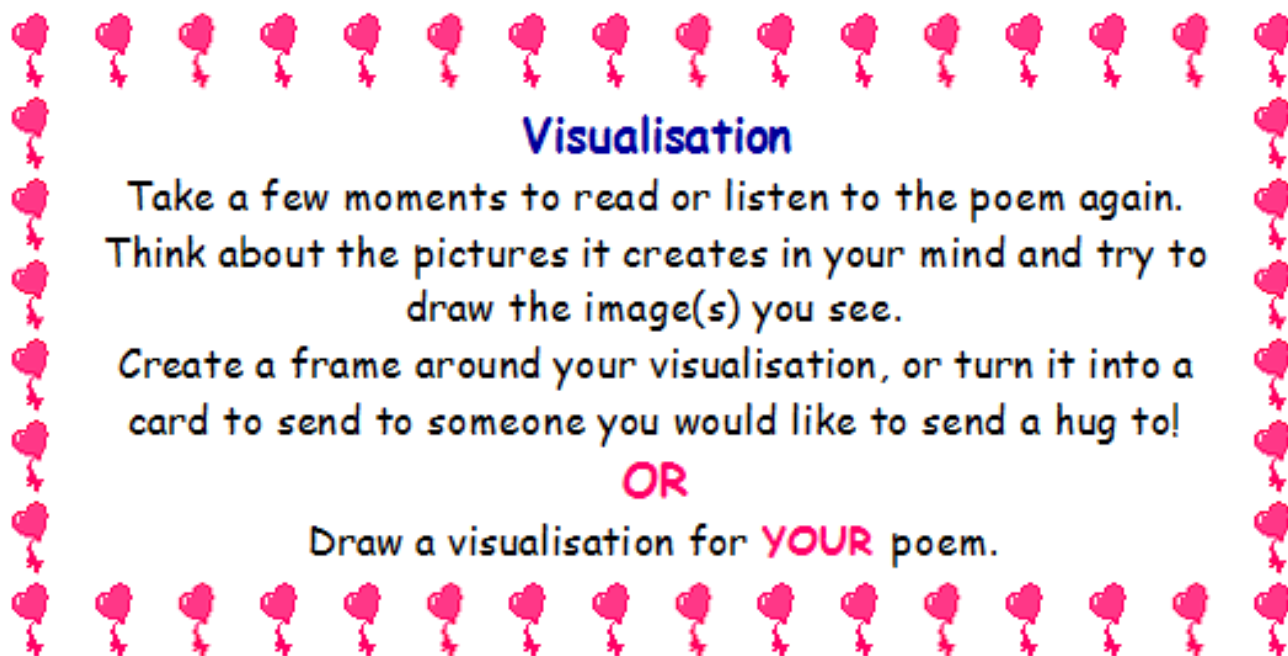 Visualisation
Take a few moments to read or listen to the poem again.
Think about the pictures it creates in your mind and try to
draw the image(s) you see.
Create a frame around your visualisation, or turn it into a
card to send to someone you would like to send a hug to!
OR
Draw a visualisation for YOUR poem.